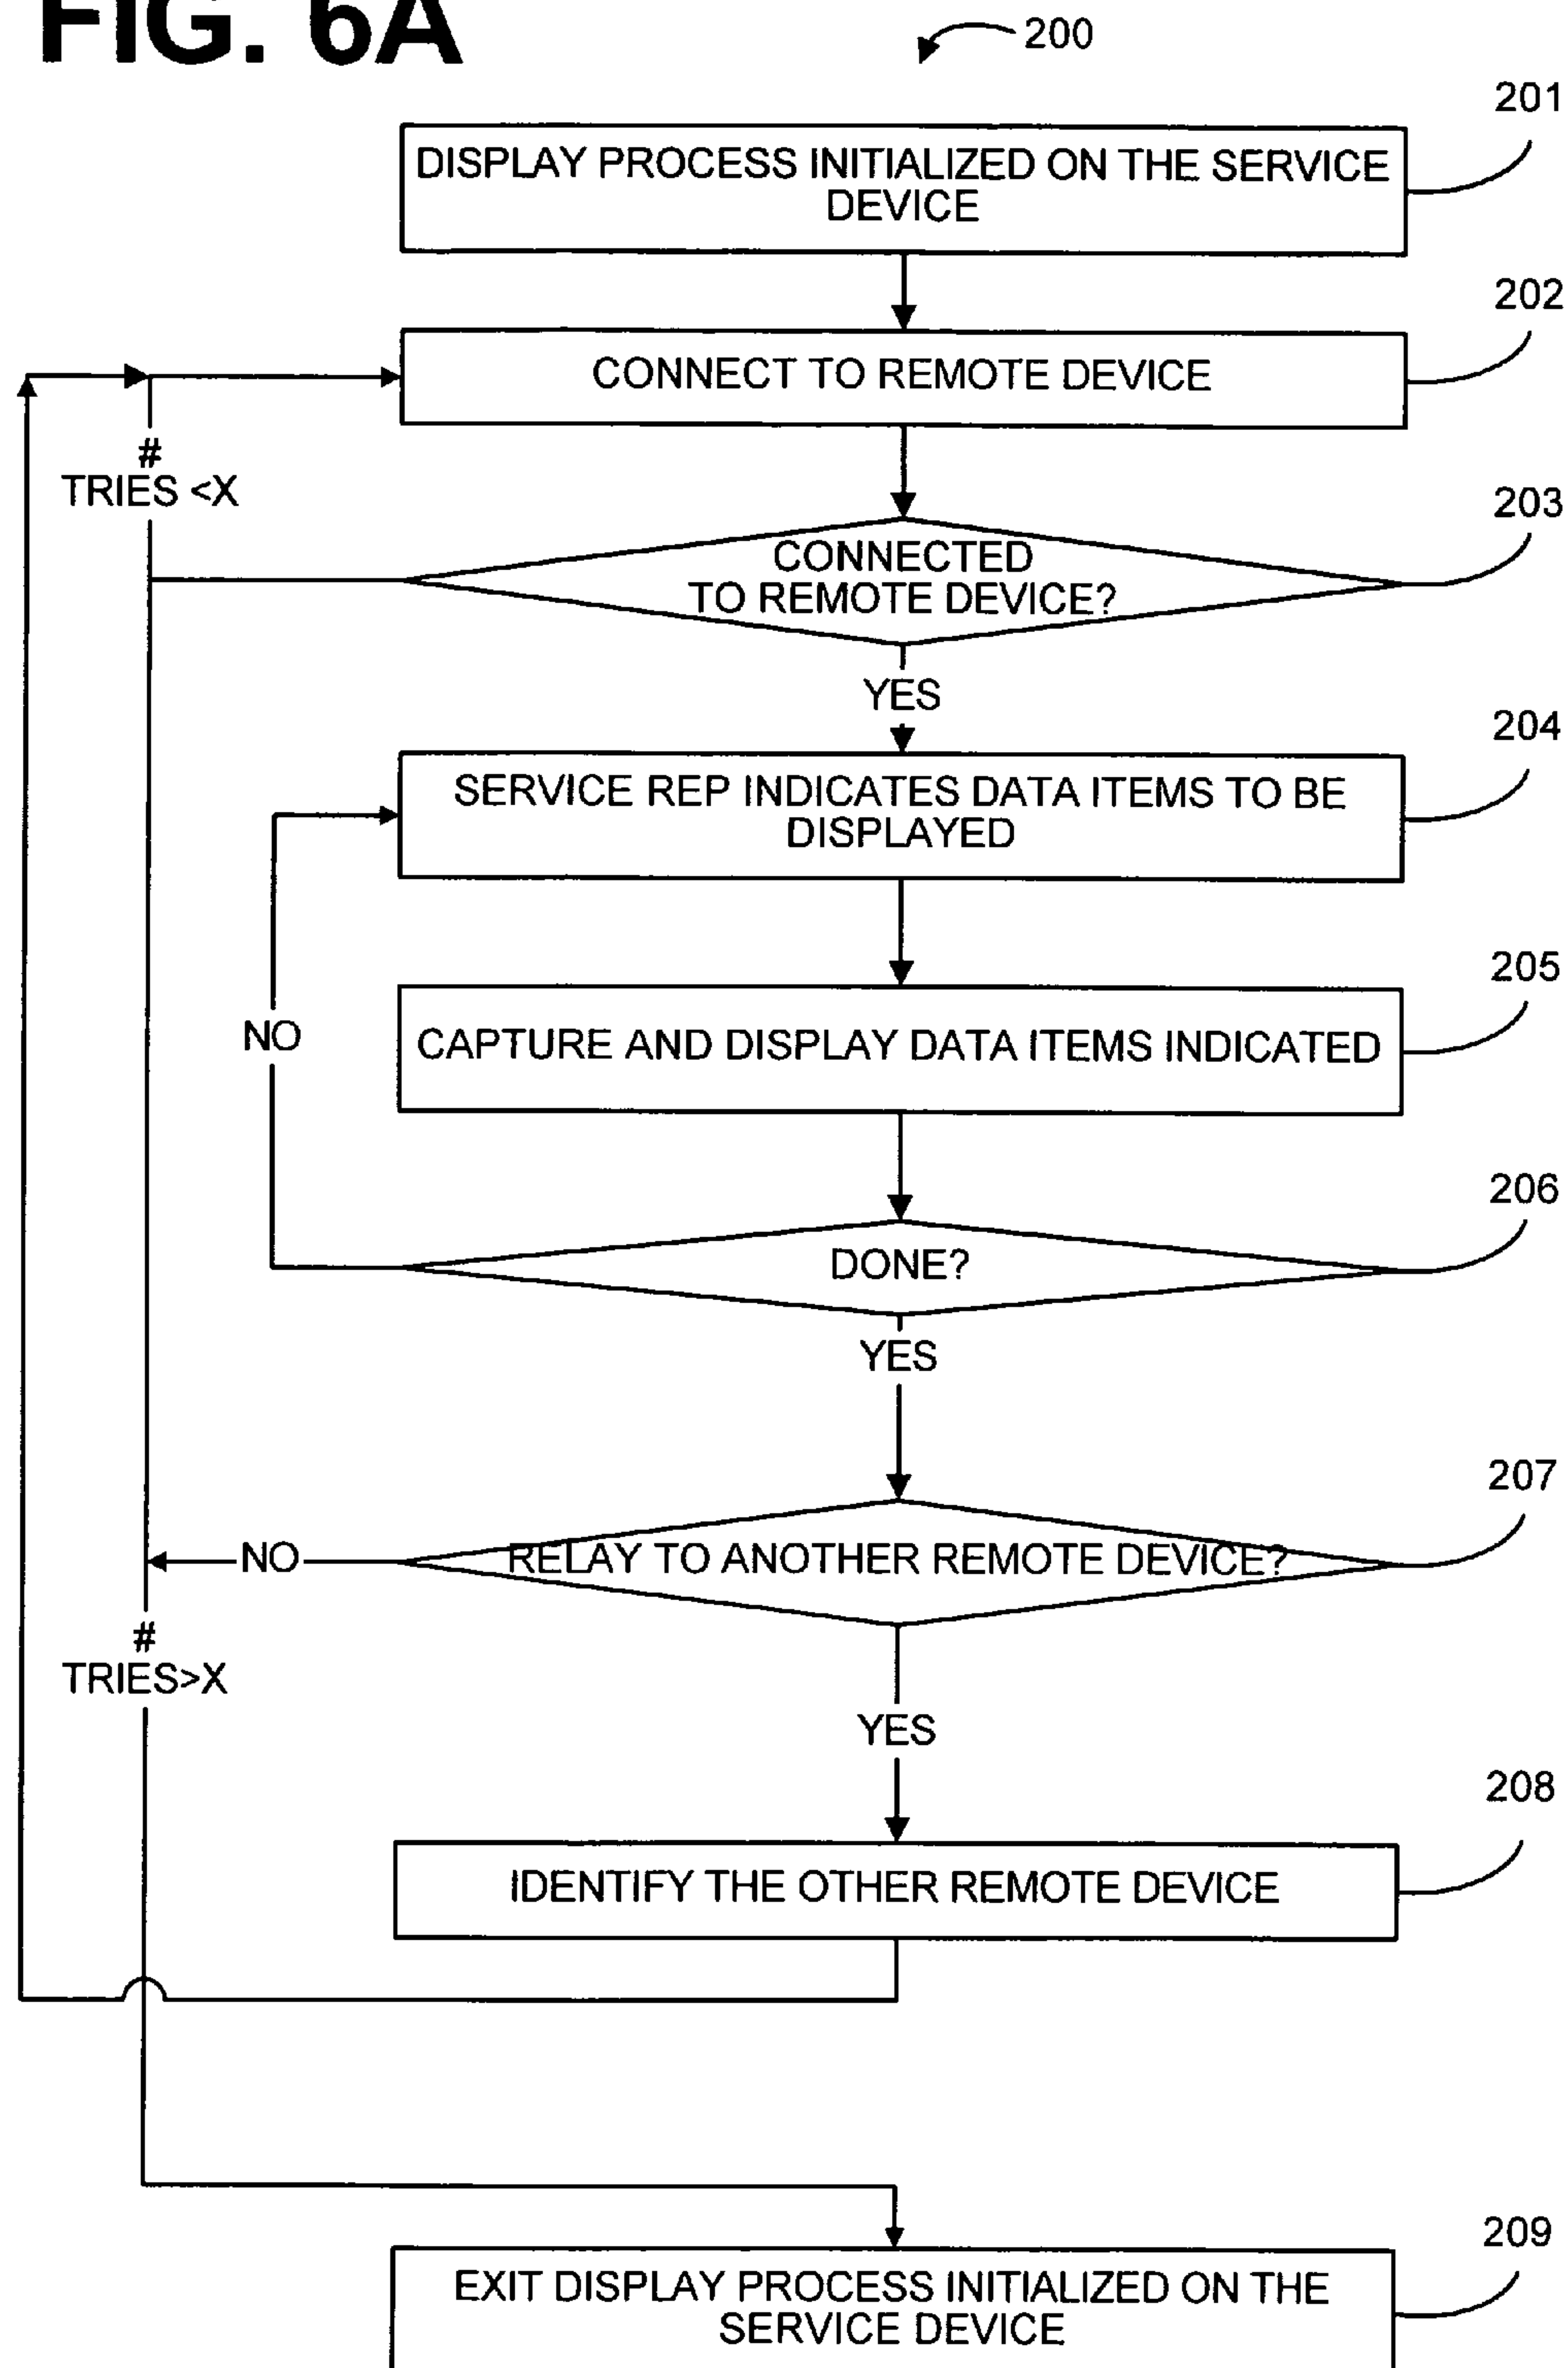 FIG. 6A
200
201
DISPLAY PROCESS INITIALIZED ON THE SERVICE
DEVICE
202
CONNECT TO REMOTE DEVICE
#
TRIES <X
203
CONNECTED
TO REMOTE DEVICE?
YES
204
SERVICE REP INDICATES DATA ITEMS TO BE
DISPLAYED
205
NO
CAPTURE AND DISPLAY DATA ITEMS INDICATED
206
DONE?
YES
207
NO
RELAY TO ANOTHER REMOTE DEVICE?
#
TRIES>X
YES
208
IDENTIFY THE OTHER REMOTE DEVICE
209
EXIT DISPLAY PROCESS INITIALIZED ON THE
SERVICE DEVICE